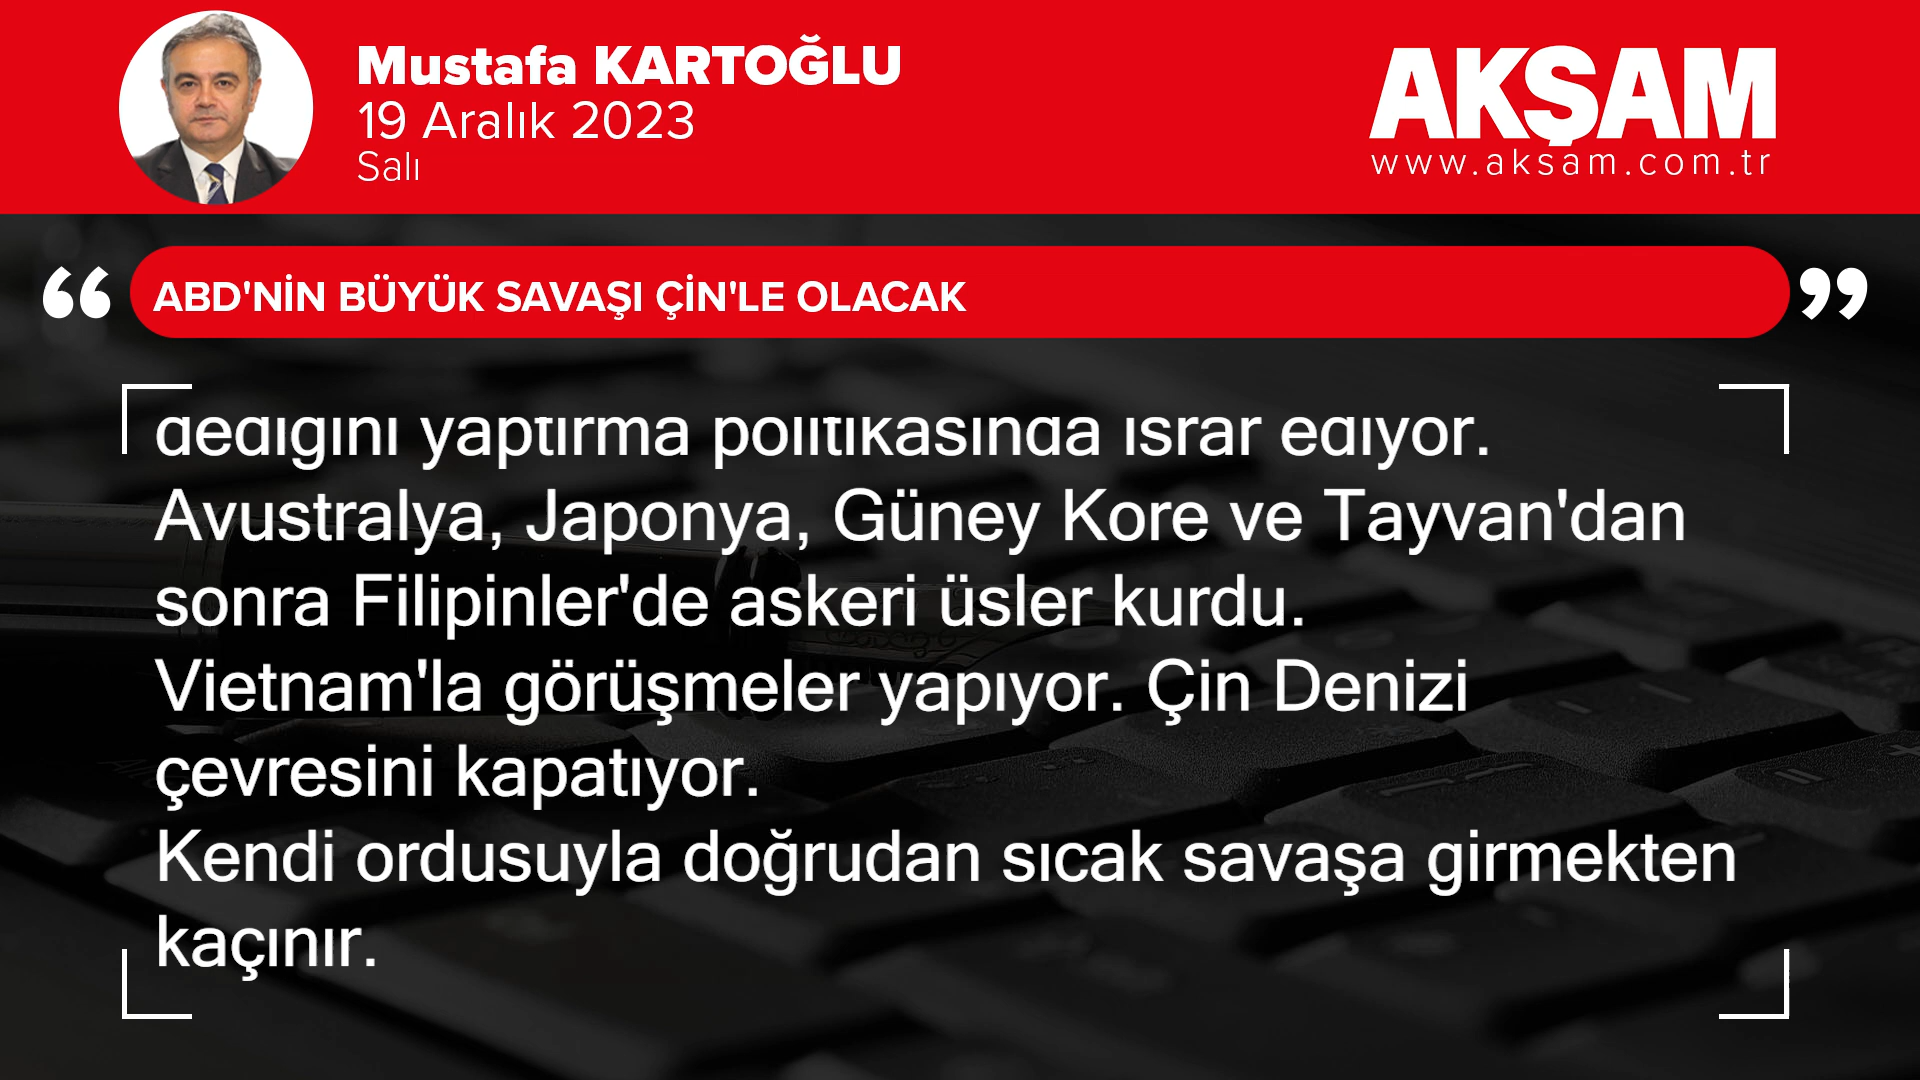 Mustafa KARTOĞLU
19 Aralık 2023
Salı
AKŞAM
www.aksam.com.tr
“ ABD'NİN BÜYÜK SAVAŞI ÇİN'LE OLACAK ”
dediğini yaptırma politikasında ısrar ediyor.
Avustralya, Japonya, Güney Kore ve Tayvan'dan
sonra Filipinler'de askeri üsler kurdu.
Vietnam'la görüşmeler yapıyor. Çin Denizi
çevresini kapatıyor.
Kendi ordusuyla doğrudan sıcak savaşa girmekten
kaçınır.